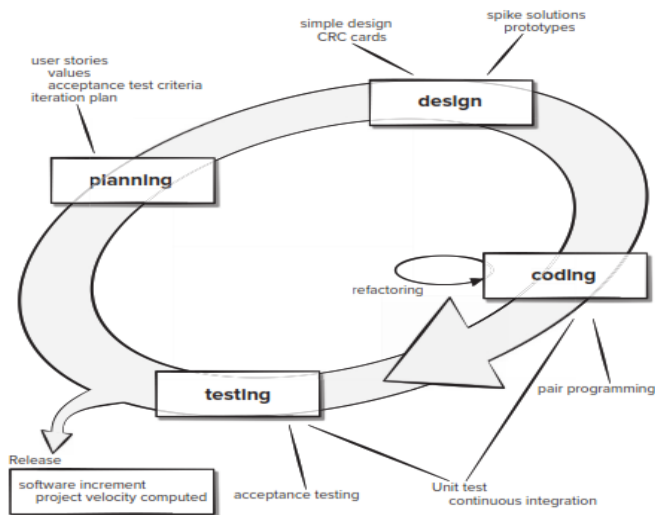 simple design
CRC cards
spike solutions
prototypes
user stories
values
acceptance test criteria
iteration plan
design
planning
coding
refactoring
testing
pair programming
Release
software increment
project velocity computed
acceptance testing
Unit test
continuous integration